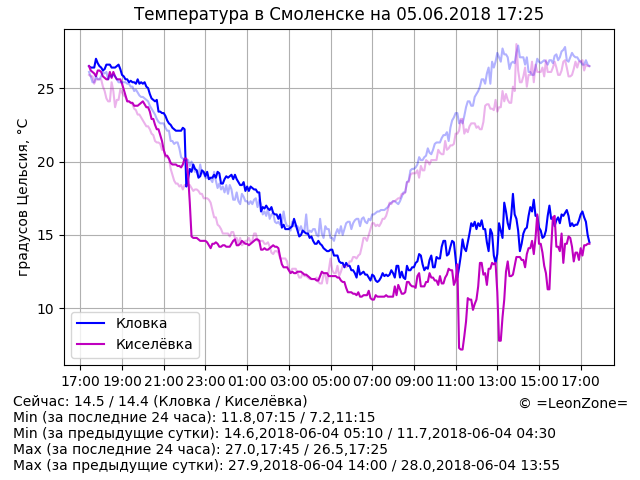 Температура в Смоленске на 05.06.2018 17:25
градусов Цельсия, °C
25
20
15
10
Кловка
Киселёвка
17:00 19:00 21:00 23:00 01:00 03:00 05:00 07:00 09:00 11:00 13:00 15:00 17:00
Сейчас: 14.5 / 14.4 (Кловка / Киселёвка)
© =LeonZone=
Min (за последние 24 часа): 11.8,07:15 / 7.2,11:15
Min (за предыдущие сутки): 14.6,2018-06-04 05:10 / 11.7,2018-06-04 04:30
Max (за последние 24 часа): 27.0,17:45 / 26.5,17:25
Max (за предыдущие сутки): 27.9,2018-06-04 14:00 / 28.0,2018-06-04 13:55